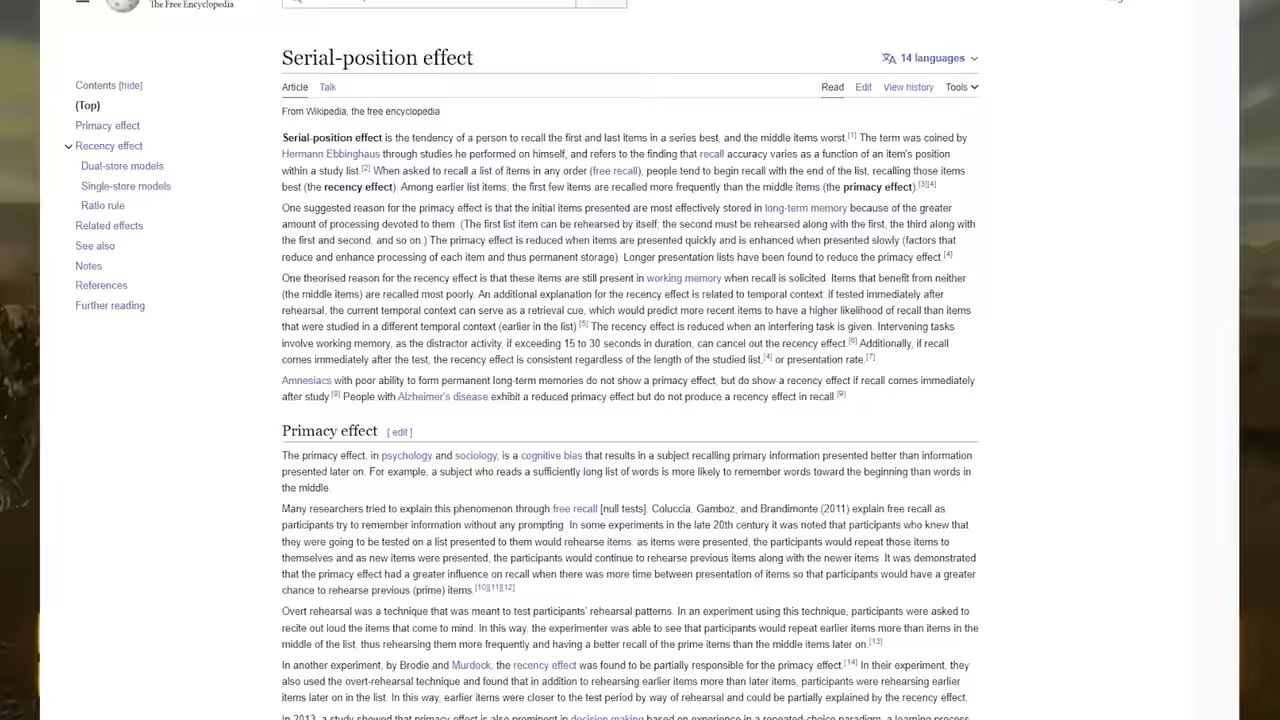 The Free Encyclopedia
Serial-position effect
14 languages
Contents [hide]
(Top)
Primacy effect
Recency effect
Dual-store models
Single-store models
Ratio rule
Related effects
See also
Notes
References
Further reading
Article Talk
Read Edit View history Tools
From Wikipedia, the free encyclopedia
Serial-position effect is the tendency of a person to recall the first and last items in a series best, and the middle items worst.[1] The term was coined by
Hermann Ebbinghaus through studies he performed on himself, and refers to the finding that recall accuracy varies as a function of an item's position
within a study list.[2] When asked to recall a list of items in any order (free recall), people tend to begin recall with the end of the list, recalling those items
best (the recency effect). Among earlier list items, the first few items are recalled more frequently than the middle items (the primacy effect).[3][4]
One suggested reason for the primacy effect is that the initial items presented are most effectively stored in long-term memory because of the greater
amount of processing devoted to them. (The first list item can be rehearsed by itself; the second must be rehearsed along with the first, the third along with
the first and second, and so on.) The primacy effect is reduced when items are presented quickly and is enhanced when presented slowly (factors that
reduce and enhance processing of each item and thus permanent storage). Longer presentation lists have been found to reduce the primacy effect.[4]
One theorised reason for the recency effect is that these items are still present in working memory when recall is solicited. Items that benefit from neither
(the middle items) are recalled most poorly. An additional explanation for the recency effect is related to temporal context: if tested immediately after
rehearsal, the current temporal context can serve as a retrieval cue, which would predict more recent items to have a higher likelihood of recall than items
that were studied in a different temporal context (earlier in the list).[5] The recency effect is reduced when an interfering task is given. Intervening tasks
involve working memory, as the distractor activity, if exceeding 15 to 30 seconds in duration, can cancel out the recency effect.[6] Additionally, if recall
comes immediately after the test, the recency effect is consistent regardless of the length of the studied list,[4] or presentation rate.[7]
Amnesiacs with poor ability to form permanent long-term memories do not show a primacy effect, but do show a recency effect if recall comes immediately
after study.[8] People with Alzheimer's disease exhibit a reduced primacy effect but do not produce a recency effect in recall.[9]
Primacy effect [ edit ]
The primacy effect, in psychology and sociology, is a cognitive bias that results in a subject recalling primary information presented better than information
presented later on. For example, a subject who reads a sufficiently long list of words is more likely to remember words toward the beginning than words in
the middle.
Many researchers tried to explain this phenomenon through free recall [null tests]. Coluccia, Gamboz, and Brandimonte (2011) explain free recall as
participants try to remember information without any prompting. In some experiments in the late 20th century it was noted that participants who knew that
they were going to be tested on a list presented to them would rehearse items: as items were presented, the participants would repeat those items to
themselves and as new items were presented, the participants would continue to rehearse previous items along with the newer items. It was demonstrated
that the primacy effect had a greater influence on recall when there was more time between presentation of items so that participants would have a greater
chance to rehearse previous (prime) items.[10][11][12]
Overt rehearsal was a technique that was meant to test participants' rehearsal patterns. In an experiment using this technique, participants were asked to
recite out loud the items that come to mind. In this way, the experimenter was able to see that participants would repeat earlier items more than items in the
middle of the list, thus rehearsing them more frequently and having a better recall of the prime items than the middle items later on.[13]
In another experiment, by Brodie and Murdock, the recency effect was found to be partially responsible for the primacy effect.[14] In their experiment, they
also used the overt-rehearsal technique and found that in addition to rehearsing earlier items more than later items, participants were rehearsing earlier
items later on in the list. In this way, earlier items were closer to the test period by way of rehearsal and could be partially explained by the recency effect.
In 2013, a study showed that primacy effect is also prominent in decision making based on experience in a repeated-choice paradigm, a learning process